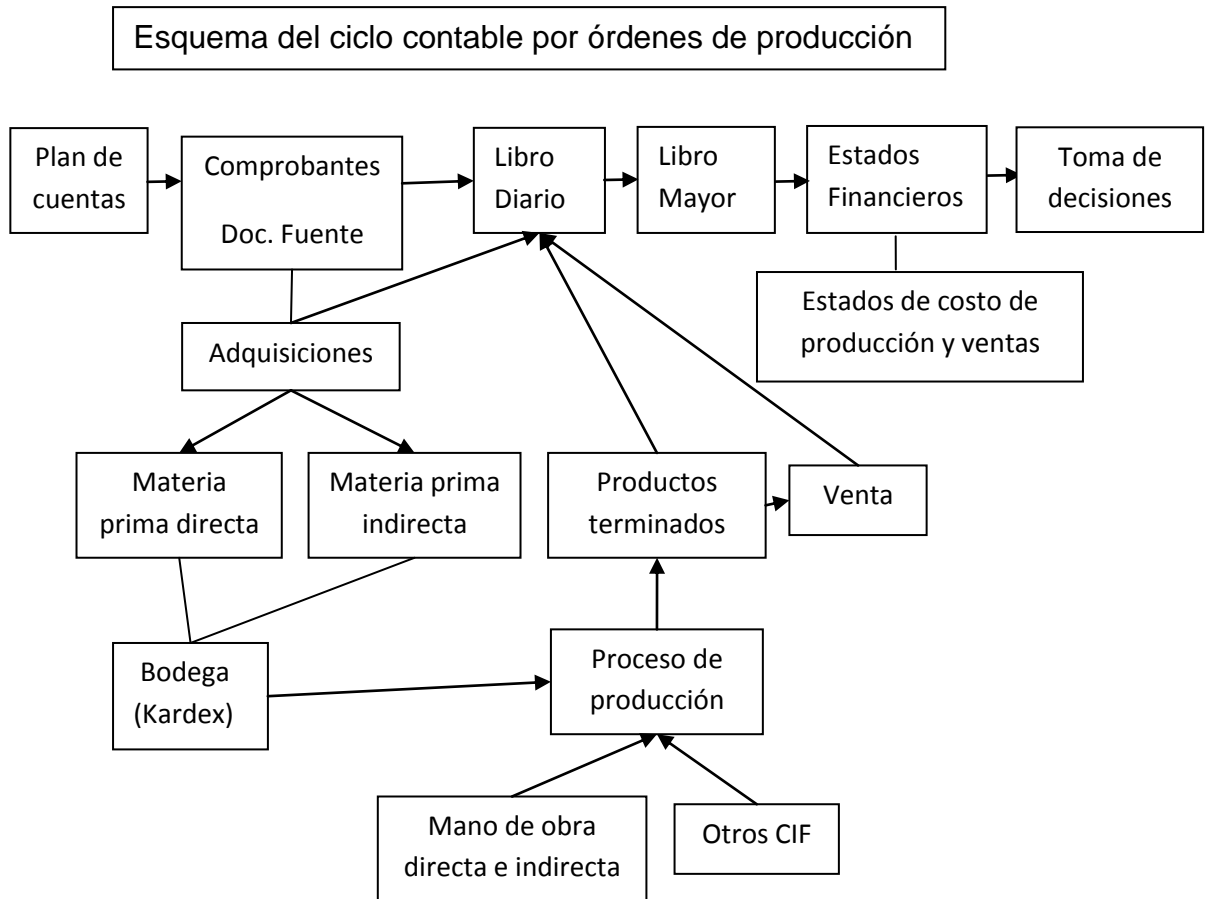 Esquema del ciclo contable por órdenes de producción
Plan de
cuentas
Comprobantes
Doc. Fuente
Libro
Diario
Libro
Mayor
Estados
Financieros
Toma de
decisiones
Estados de costo de
producción y ventas
Adquisiciones
Materia
prima directa
Materia prima
indirecta
Productos
terminados
Venta
Bodega
(Kardex)
Proceso de
producción
Mano de obra
directa e indirecta
Otros CIF